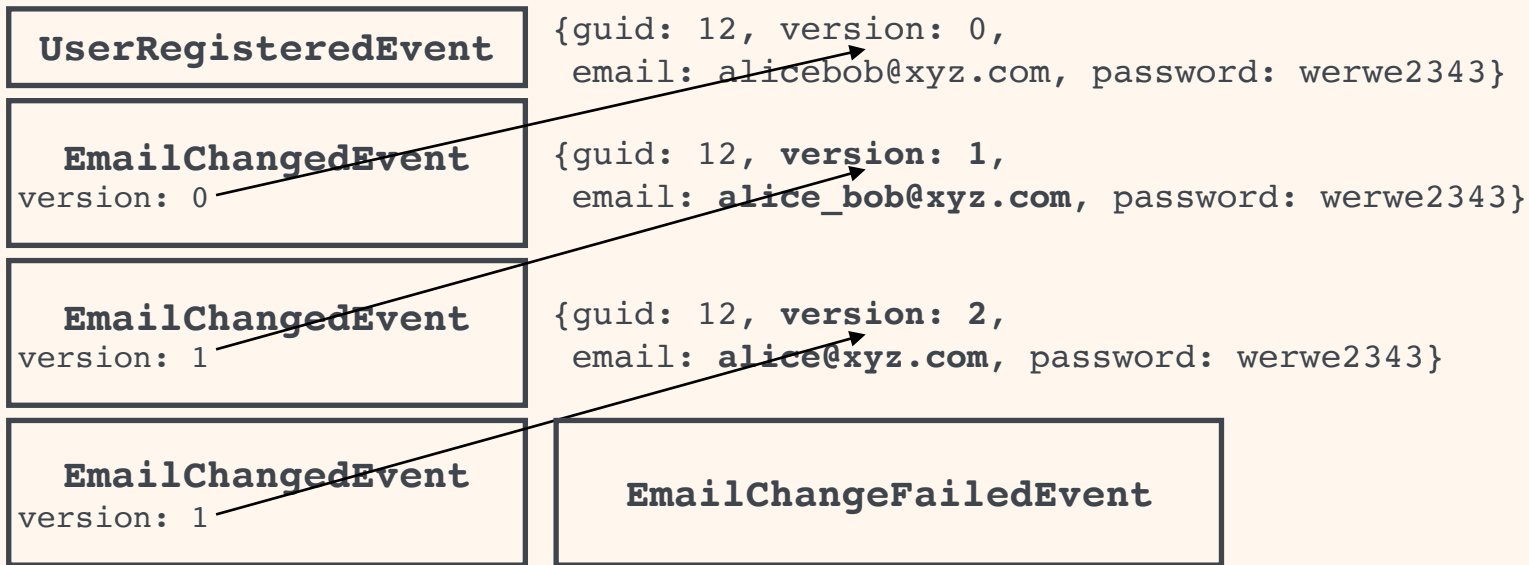 UserRegisteredEvent
{guid: 12, version: 0,
email: alicebob@xyz.com, password: werwe2343}
EmailChangedEvent
version: 0
{guid: 12, version: 1,
email: alice_bob@xyz.com, password: werwe2343}
EmailChangedEvent
version: 1
{guid: 12, version: 2,
email: alice@xyz.com, password: werwe2343}
EmailChangedEvent
version: 1
EmailChangeFailedEvent